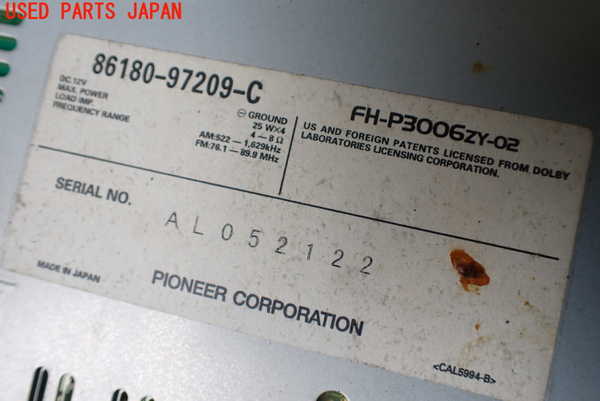 USED PARTS JAPAN
86180-97209-C
DC.12V ⊖ GROUND
MAX. POWER 25 W×4
LOAD IMP. 4 – 8 Ω
FREQUENCY RANGE AM:522 – 1,629kHz
FM:76.1 – 89.9 MHz
FH-P3006ZY-02
US AND FOREIGN PATENTS LICENSED FROM DOLBY
LABORATORIES LICENSING CORPORATION.
SERIAL NO.
AL052122
MADE IN JAPAN
PIONEER CORPORATION
<CAL5994-B>